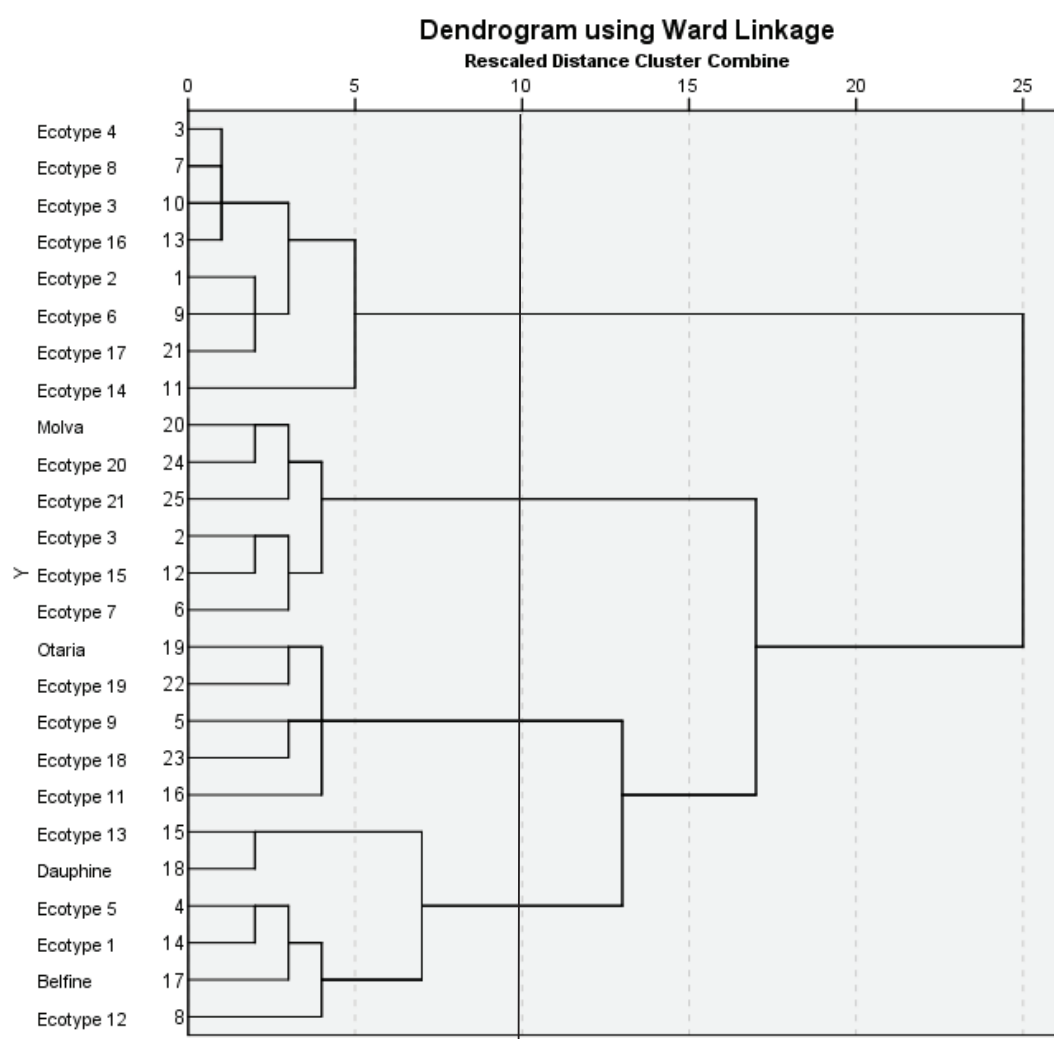 Dendrogram using Ward Linkage
Rescaled Distance Cluster Combine
0 5 10 15 20 25
Ecotype 4 3
Ecotype 8 7
Ecotype 3 10
Ecotype 16 13
Ecotype 2 1
Ecotype 6 9
Ecotype 17 21
Ecotype 14 11
Molva 20
Ecotype 20 24
Ecotype 21 25
Ecotype 3 2
Y Ecotype 15 12
Ecotype 7 6
Otaria 19
Ecotype 19 22
Ecotype 9 5
Ecotype 18 23
Ecotype 11 16
Ecotype 13 15
Dauphine 18
Ecotype 5 4
Ecotype 1 14
Belfine 17
Ecotype 12 8